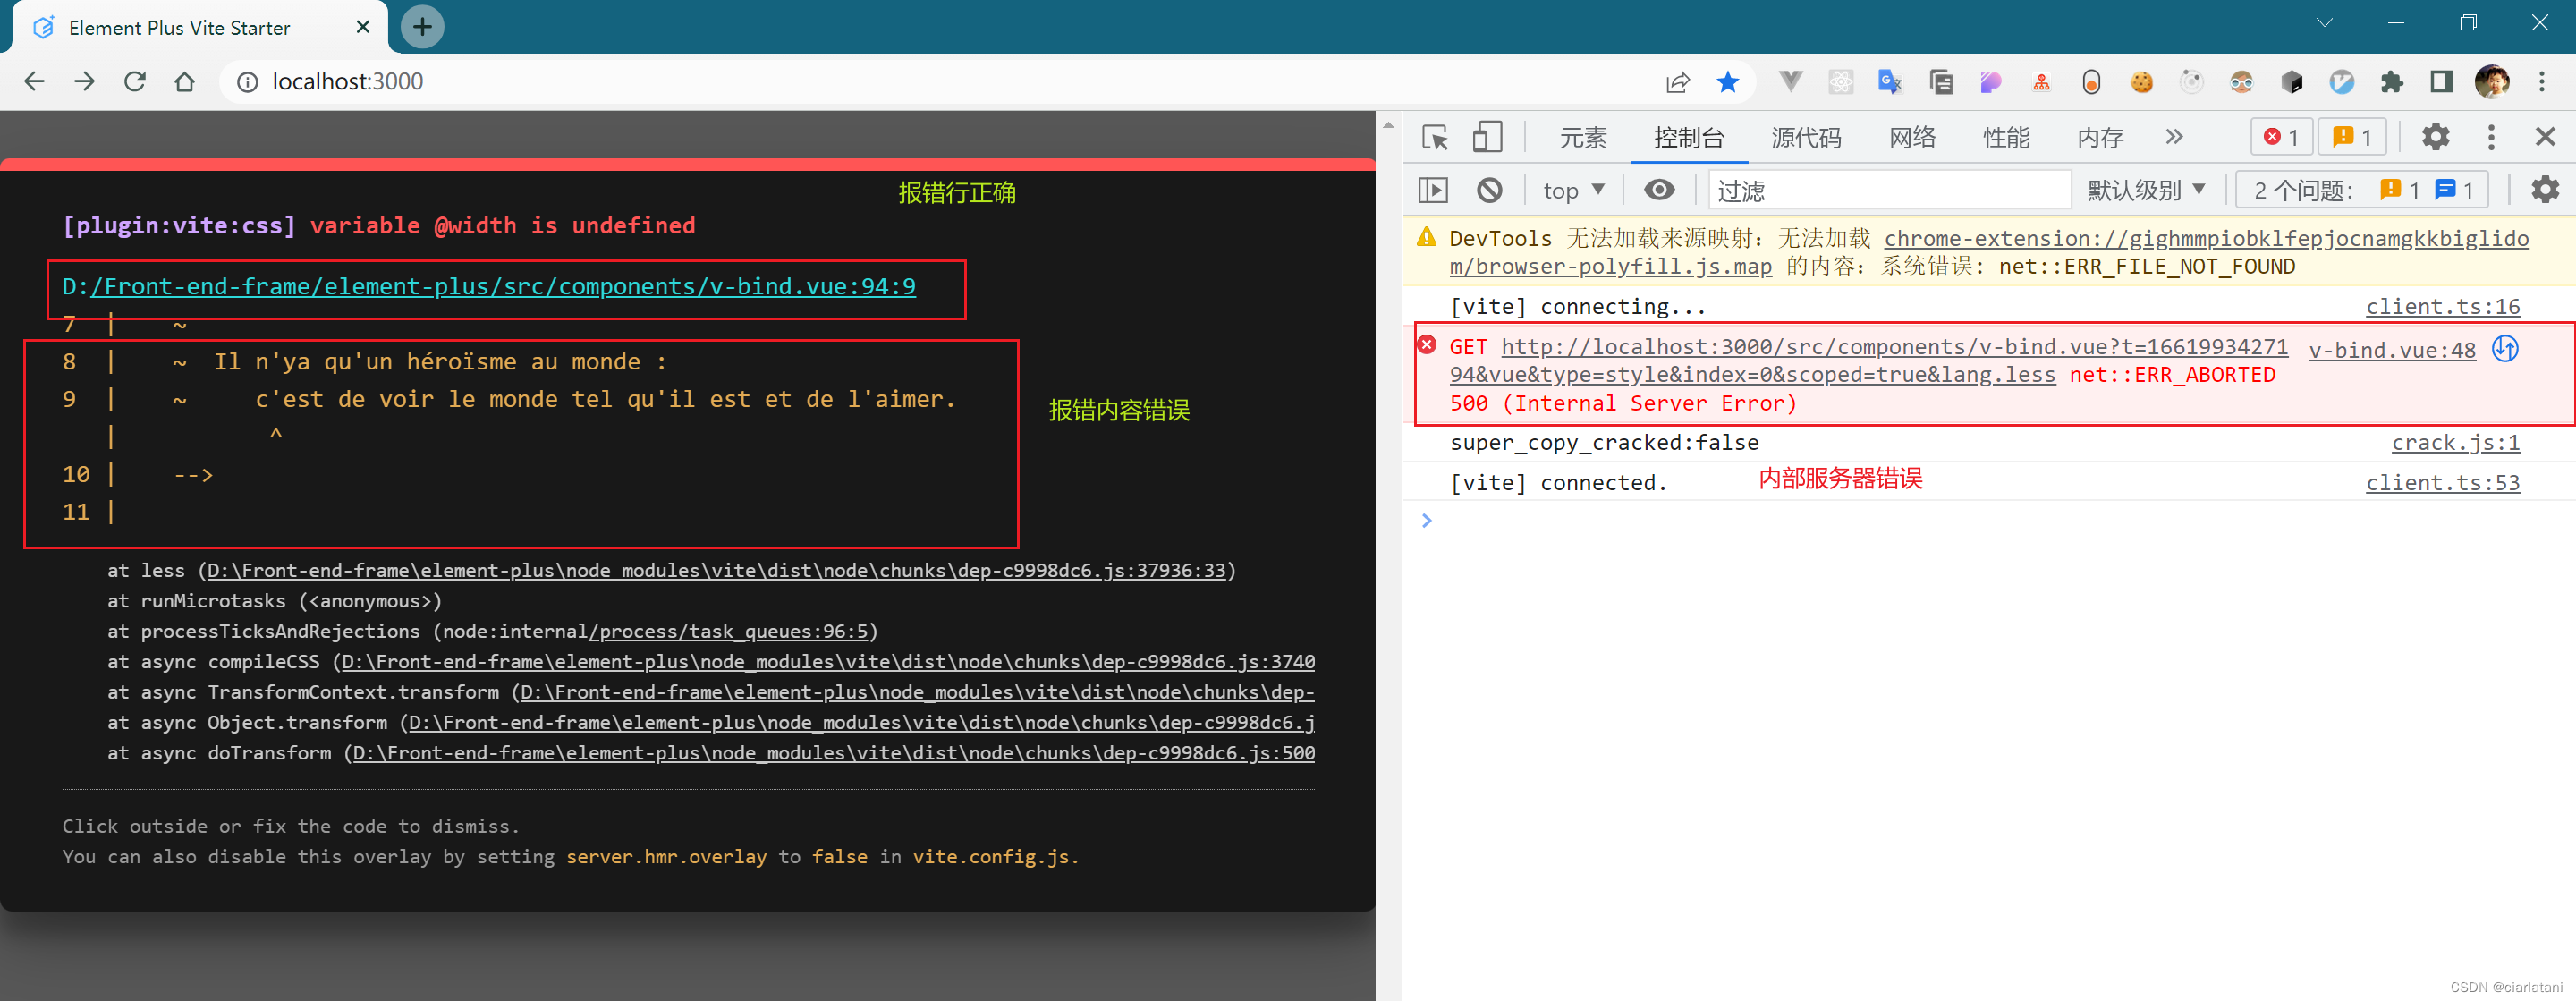 Element Plus Vite Starter
localhost:3000
元素 控制台 源代码 网络 性能 内存 1 1
top 过滤 默认级别 2 个问题: 1 1
报错行正确
[plugin:vite:css] variable @width is undefined
D:/Front-end-frame/element-plus/src/components/v-bind.vue:94:9
7  |    ~
8  |    ~  Il n'ya qu'un héroïsme au monde :
9  |    ~     c'est de voir le monde tel qu'il est et de l'aimer.
   |           ^
10 |    -->
11 |
报错内容错误
at less (D:\Front-end-frame\element-plus\node_modules\vite\dist\node\chunks\dep-c9998dc6.js:37936:33)
at runMicrotasks (<anonymous>)
at processTicksAndRejections (node:internal/process/task_queues:96:5)
at async compileCSS (D:\Front-end-frame\element-plus\node_modules\vite\dist\node\chunks\dep-c9998dc6.js:3740
at async TransformContext.transform (D:\Front-end-frame\element-plus\node_modules\vite\dist\node\chunks\dep-
at async Object.transform (D:\Front-end-frame\element-plus\node_modules\vite\dist\node\chunks\dep-c9998dc6.j
at async doTransform (D:\Front-end-frame\element-plus\node_modules\vite\dist\node\chunks\dep-c9998dc6.js:500
Click outside or fix the code to dismiss.
You can also disable this overlay by setting server.hmr.overlay to false in vite.config.js.
DevTools 无法加载来源映射: 无法加载 chrome-extension://gighmmpiobklfepjocnamgkkbiglido
m/browser-polyfill.js.map 的内容: 系统错误: net::ERR_FILE_NOT_FOUND
[vite] connecting... client.ts:16
GET http://localhost:3000/src/components/v-bind.vue?t=16619934271 v-bind.vue:48
94&vue&type=style&index=0&scoped=true&lang.less net::ERR_ABORTED
500 (Internal Server Error)
super_copy_cracked:false crack.js:1
[vite] connected. client.ts:53
内部服务器错误
CSDN @ciarlatani